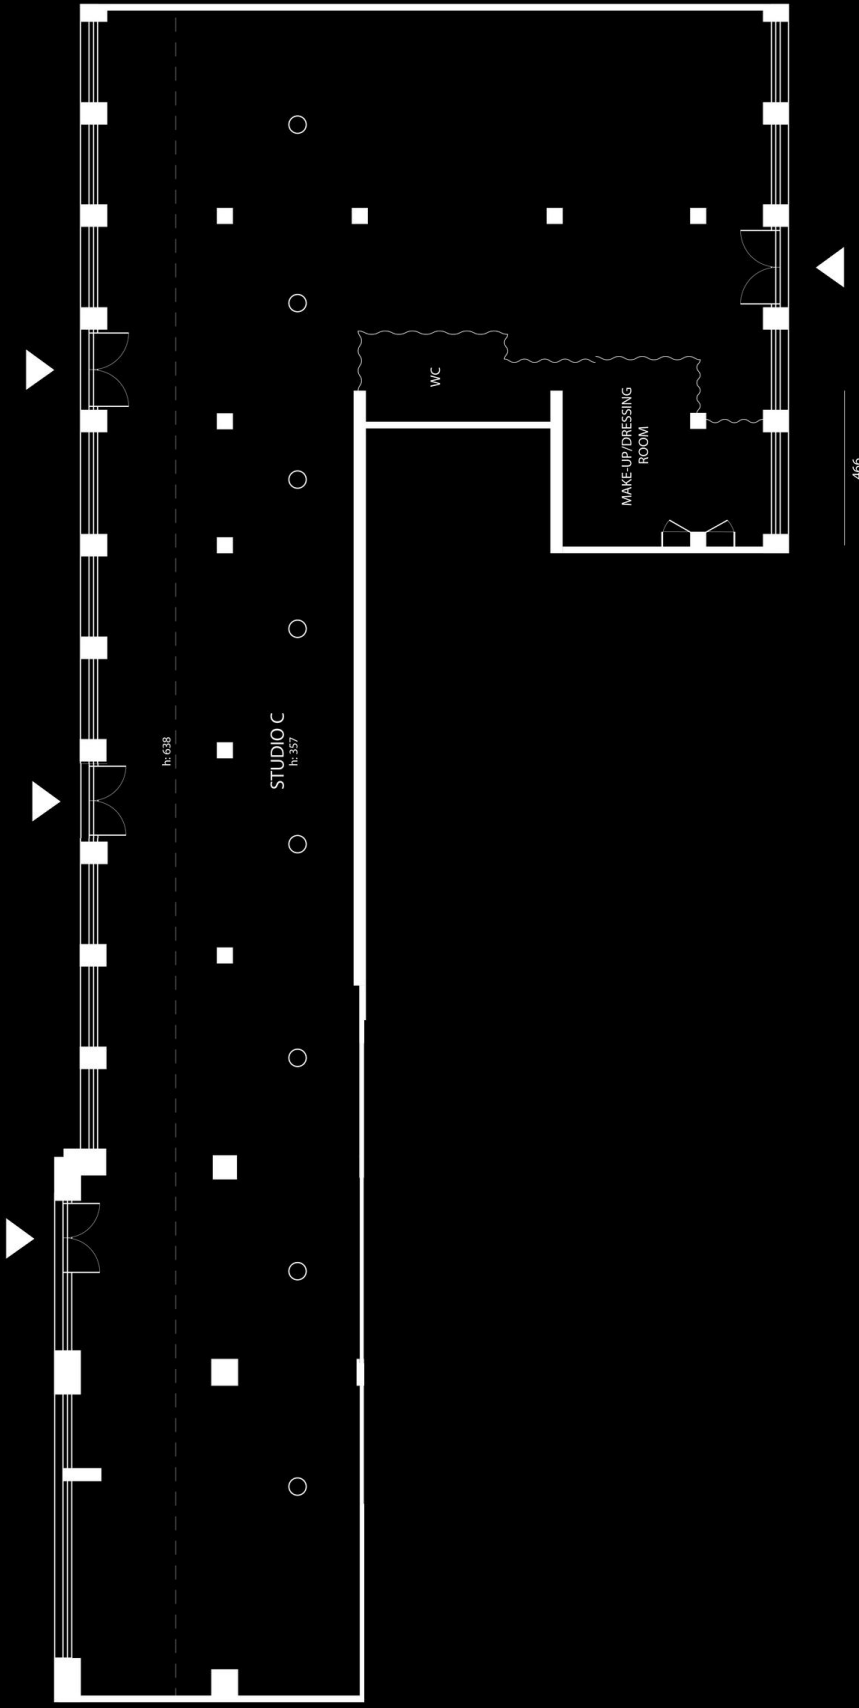 WC
MAKE-UP/DRESSING
ROOM
466
h: 638
STUDIO C
h: 357